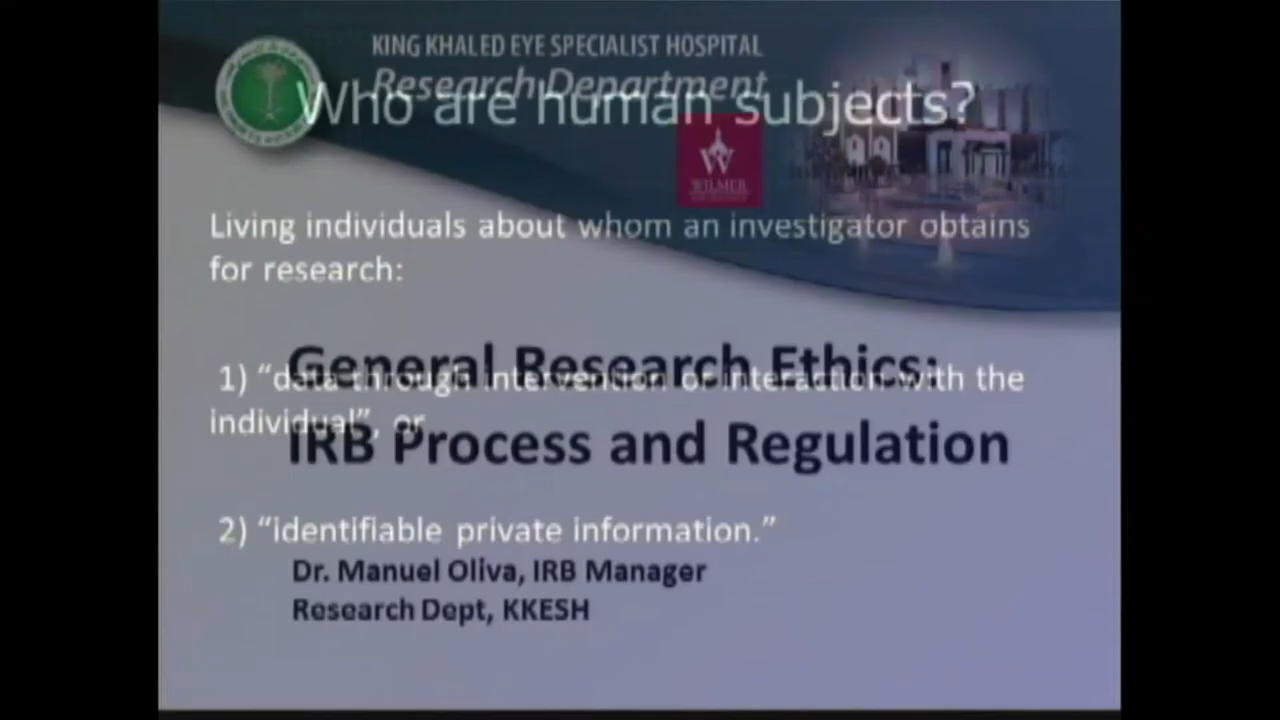 KING KHALED EYE SPECIALIST HOSPITAL
Research Department
Who are human subjects?
WILMER
Living individuals about whom an investigator obtains
for research:
General Research Ethics:
1) “data through intervention or interaction with the
individual”, or
IRB Process and Regulation
2) “identifiable private information.”
Dr. Manuel Oliva, IRB Manager
Research Dept, KKESH